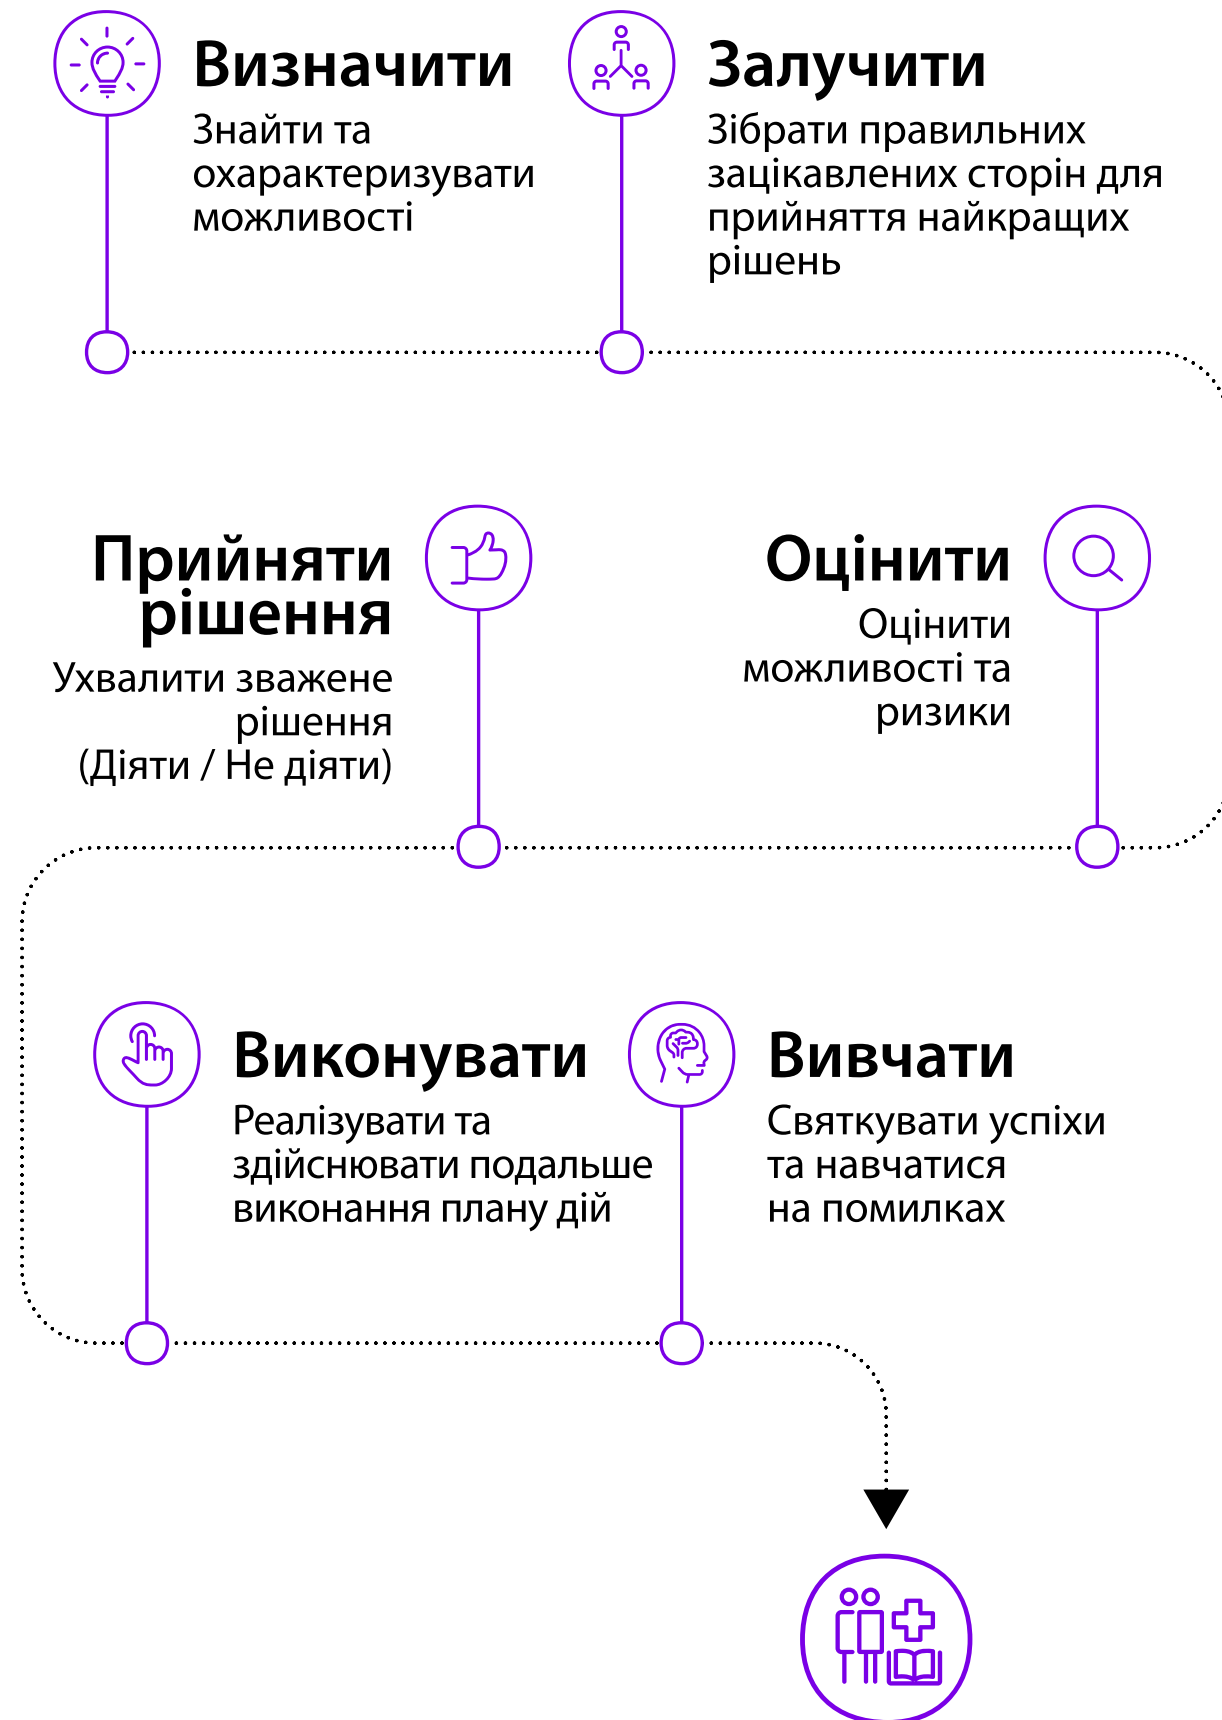 Визначити
Знайти та
охарактеризувати
можливості
Залучити
Зібрати правильних
зацікавлених сторін для
прийняття найкращих
рішень
Оцінити
Оцінити
можливості та
ризики
Прийняти
рішення
Ухвалити зважене
рішення
(Діяти / Не діяти)
Виконувати
Реалізувати та
здійснювати подальше
виконання плану дій
Вивчати
Святкувати успіхи
та навчатися
на помилках